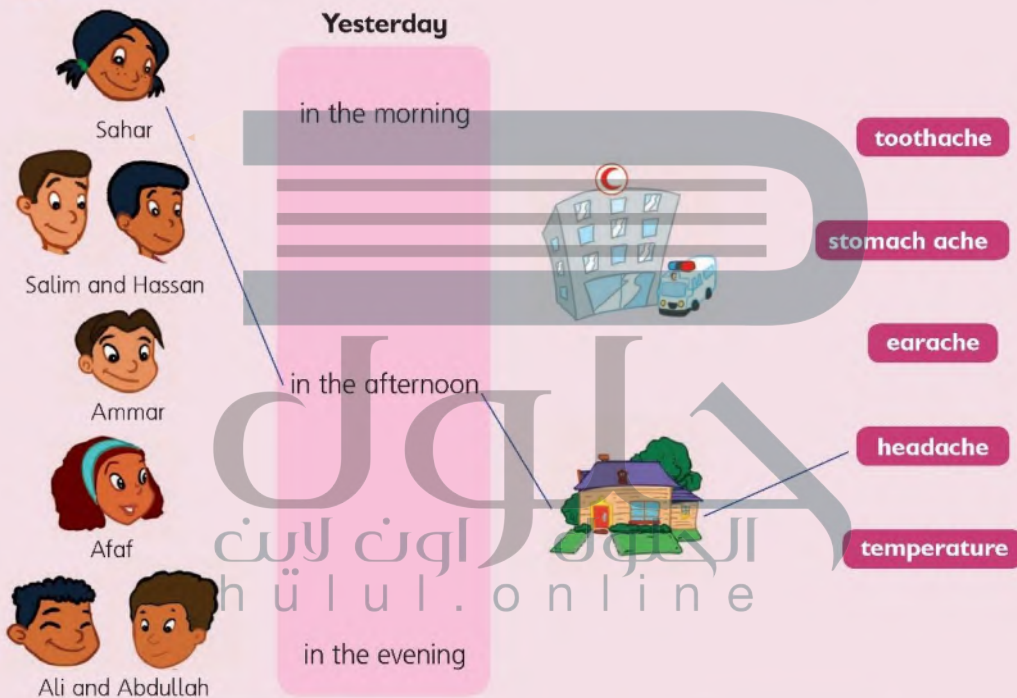 Yesterday
Sahar
in the morning
toothache
Salim and Hassan
stomach ache
earache
Ammar
in the afternoon
headache
Afaf
temperature
حلول
الحلول اون لاين
hülul.online
in the evening
Ali and Abdullah